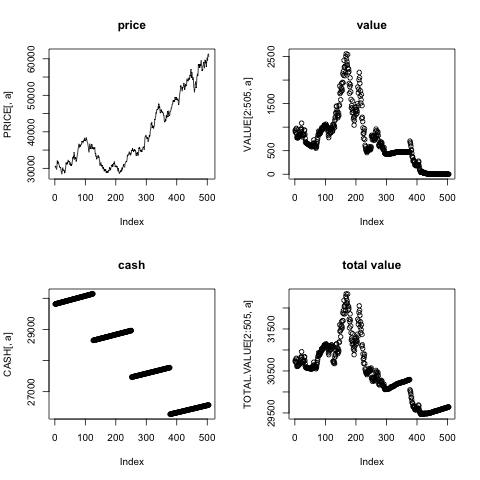 price
PRICE[, a]
30000
40000
50000
60000
0 100 200 300 400 500
Index
value
VALUE[2:505, a]
0
500
1500
2500
0 100 200 300 400 500
Index
cash
CASH[, a]
27000
29000
0 100 200 300 400 500
Index
total value
TOTAL.VALUE[2:505, a]
29500
30500
31500
0 100 200 300 400 500
Index